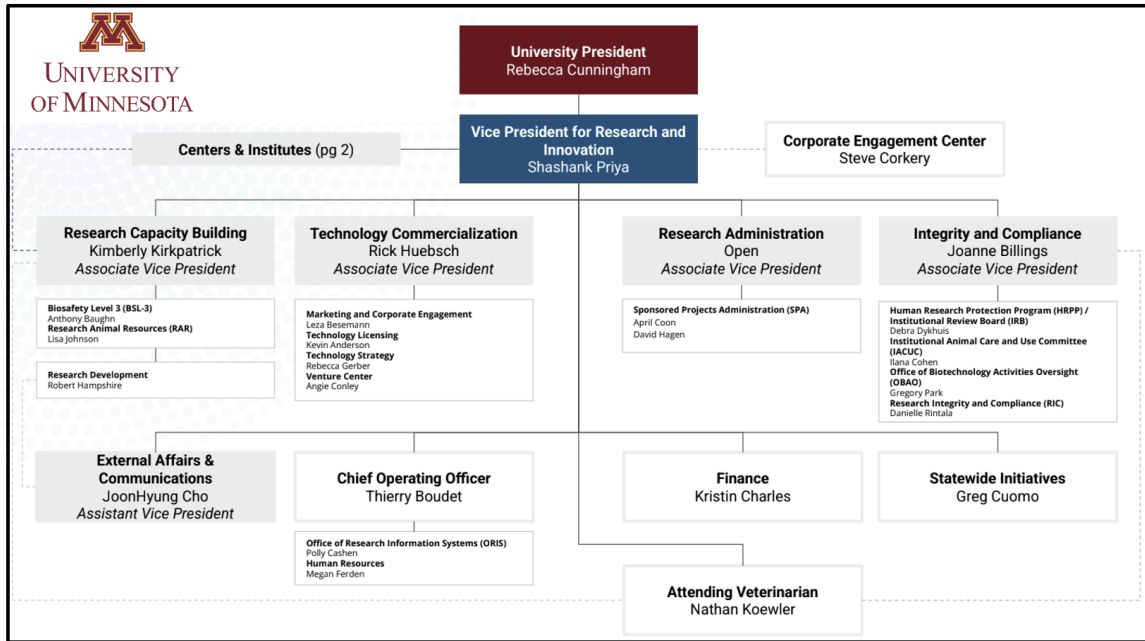 M
UNIVERSITY
OF MINNESOTA
University President
Rebecca Cunningham
Vice President for Research and
Innovation
Shashank Priya
Centers & Institutes (pg 2)
Corporate Engagement Center
Steve Corkery
Research Capacity Building
Kimberly Kirkpatrick
Associate Vice President
Biosafety Level 3 (BSL-3)
Anthony Baughn
Research Animal Resources (RAR)
Lisa Johnson
Research Development
Robert Hampshire
Technology Commercialization
Rick Huebsch
Associate Vice President
Marketing and Corporate Engagement
Leza Besemann
Technology Licensing
Kevin Anderson
Technology Strategy
Rebecca Gerber
Venture Center
Angie Conley
Research Administration
Open
Associate Vice President
Sponsored Projects Administration (SPA)
April Coon
David Hagen
Integrity and Compliance
Joanne Billings
Associate Vice President
Human Research Protection Program (HRPP) /
Institutional Review Board (IRB)
Debra Dykhuis
Institutional Animal Care and Use Committee
(IACUC)
Ilana Cohen
Office of Biotechnology Activities Oversight
(OBAO)
Gregory Park
Research Integrity and Compliance (RIC)
Danielle Rintala
External Affairs &
Communications
JoonHyung Cho
Assistant Vice President
Chief Operating Officer
Thierry Boudet
Office of Research Information Systems (ORIS)
Polly Cashen
Human Resources
Megan Ferden
Finance
Kristin Charles
Statewide Initiatives
Greg Cuomo
Attending Veterinarian
Nathan Koewler